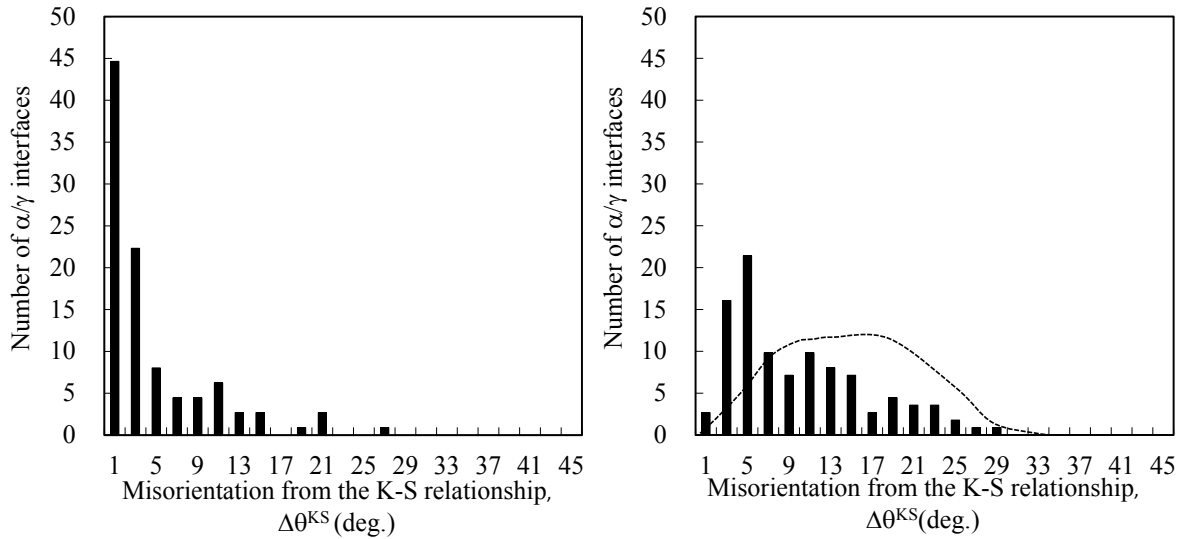 50
45
40
35
30
25
20
15
10
5
0
Number of α/γ interfaces
1 5 9 13 17 21 25 29 33 37 41 45
Misorientation from the K-S relationship,
Δθ^KS (deg.)
50
45
40
35
30
25
20
15
10
5
0
Number of α/γ interfaces
1 5 9 13 17 21 25 29 33 37 41 45
Misorientation from the K-S relationship,
Δθ^KS(deg.)